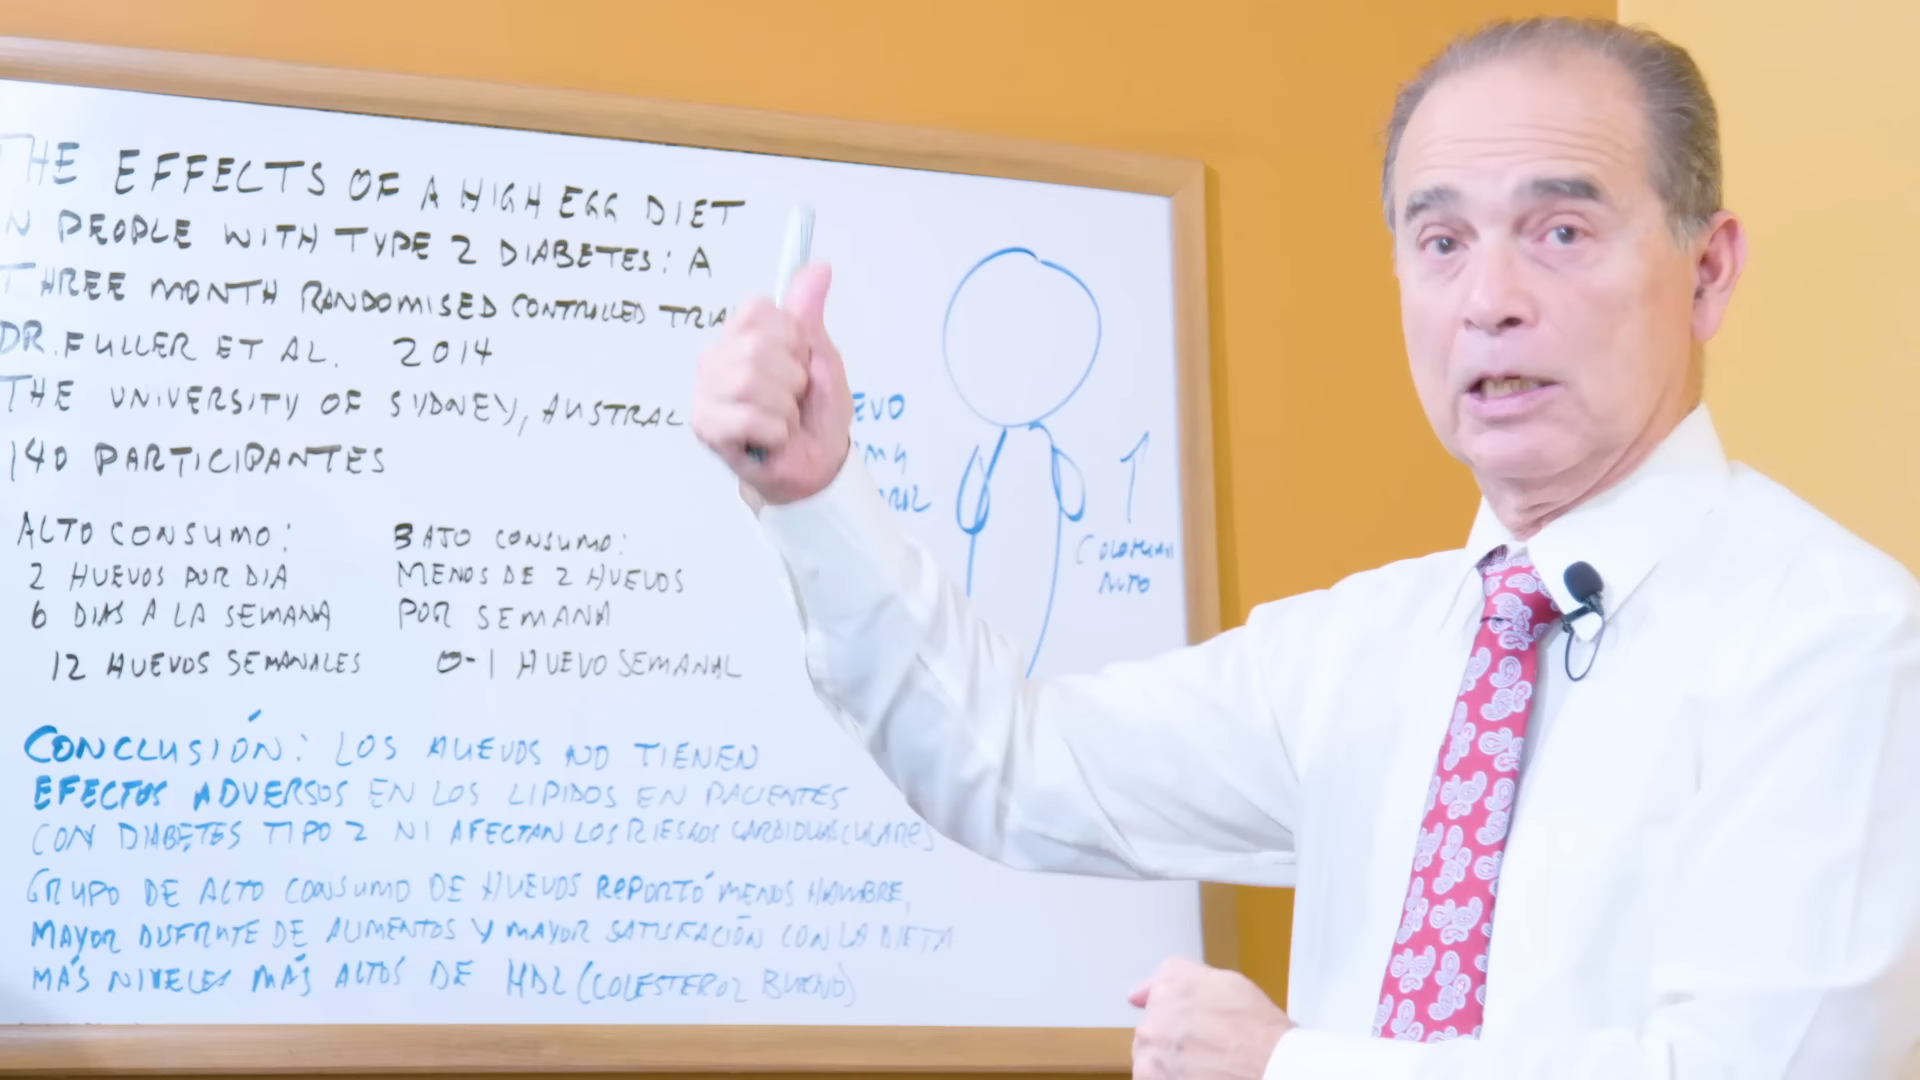 THE EFFECTS OF A HIGH EGG DIET
N PEOPLE WITH TYPE 2 DIABETES: A
THREE MONTH RANDOMISED CONTROLLED TRIA
DR. FULLER ET AL. 2014
THE UNIVERSITY OF SYDNEY, AUSTRAL
140 PARTICIPANTES
ALTO CONSUMO:
2 HUEVOS POR DIA
6 DIAS A LA SEMANA
12 HUEVOS SEMANALES
BAJO CONSUMO:
MENOS DE 2 HUEVOS
POR SEMANA
0-1 HUEVO SEMANAL
CONCLUSIÓN: LOS HUEVOS NO TIENEN
EFECTOS ADVERSOS EN LOS LIPIDOS EN PACIENTES
CON DIABETES TIPO 2 NI AFECTAN LOS RIESGOS CARDIOVASCULARES
GRUPO DE ALTO CONSUMO DE HUEVOS REPORTÓ MENOS HAMBRE,
MAYOR DISFRUTE DE ALIMENTOS Y MAYOR SATISFACIÓN CON LA DIETA
MÁS NIVELES MÁS ALTOS DE HDL (COLESTEROL BUENO)
EVO
ALTO